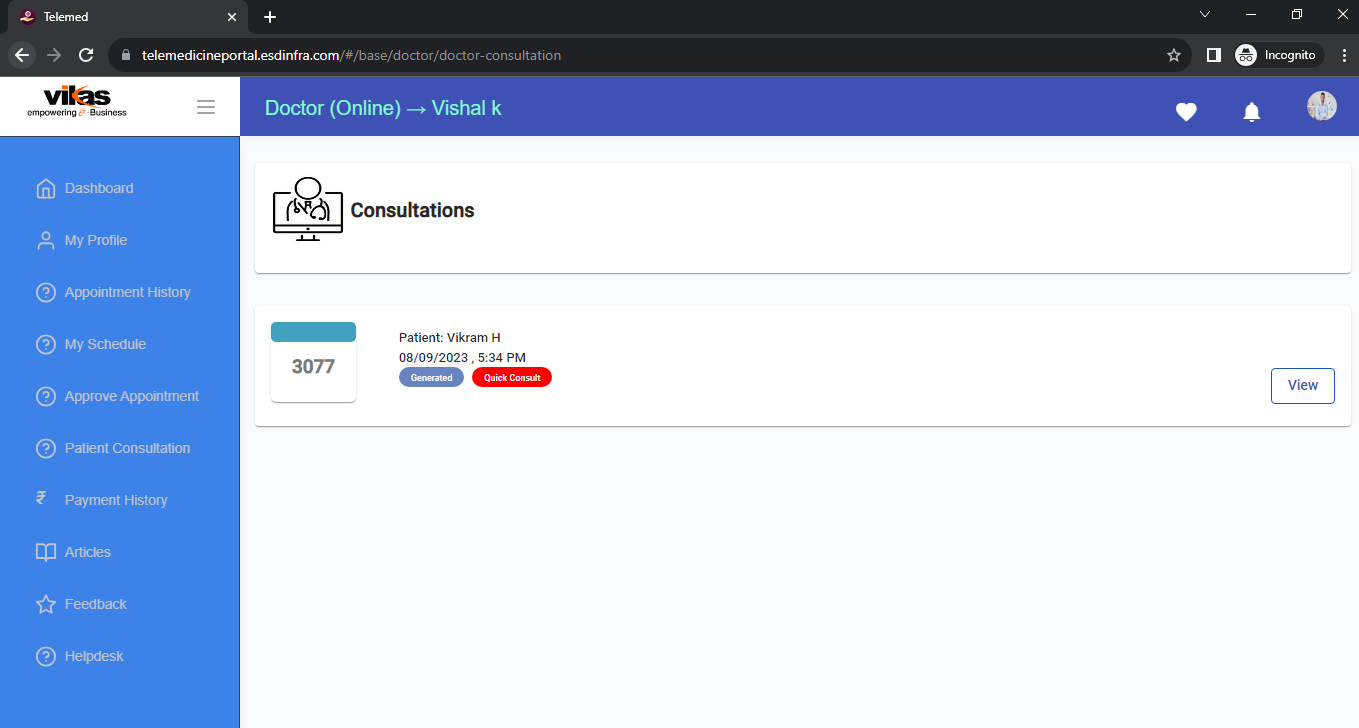 Telemed
telemedicineportal.esdinfra.com/#/base/doctor/doctor-consultation
Incognito
vikas
empowering e-Business
Doctor (Online) → Vishal k
Dashboard
My Profile
Appointment History
My Schedule
Approve Appointment
Patient Consultation
₹ Payment History
Articles
Feedback
Helpdesk
Consultations
3077
Patient: Vikram H
08/09/2023 , 5:34 PM
Generated Quick Consult
View